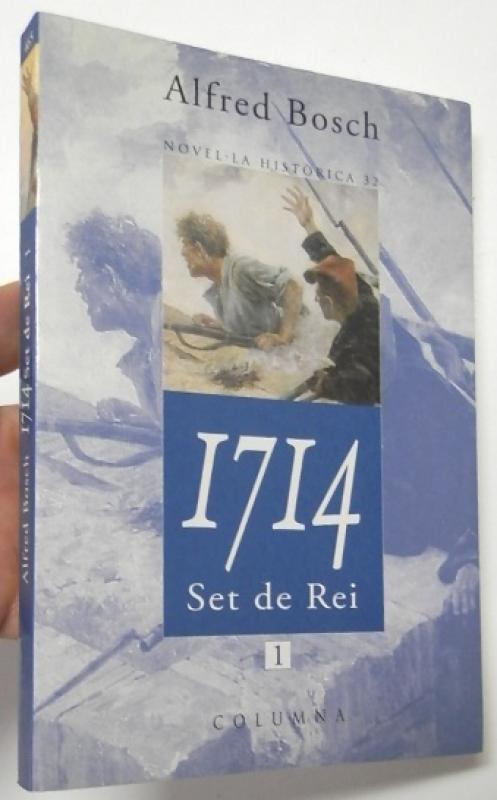 Alfred Bosch
NOVEL·LA HISTÒRICA 32
1714
Set de Rei
1
COLUMNA
Alfred Bosch 1714 Set de Rei 1